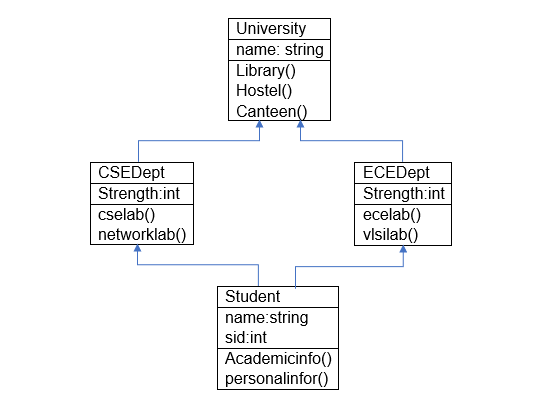 University
name: string
Library()
Hostel()
Canteen()
CSEDept
Strength:int
cselab()
networklab()
ECEDept
Strength:int
ecelab()
vlsilab()
Student
name:string
sid:int
Academicinfo()
personalinfor()